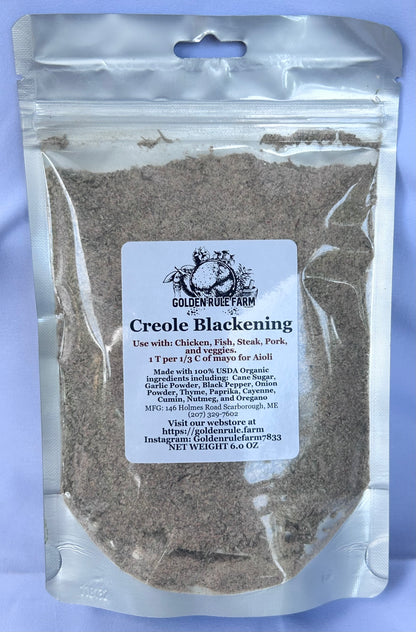 GOLDEN RULE FARM
Creole Blackening
Use with: Chicken, Fish, Steak, Pork,
and veggies.
1 T per 1/3 C of mayo for Aioli
Made with 100% USDA Organic
ingredients including: Cane Sugar,
Garlic Powder, Black Pepper, Onion
Powder, Thyme, Paprika, Cayenne,
Cumin, Nutmeg, and Oregano
MFG: 146 Holmes Road Scarborough, ME
(207) 329-7602
Visit our webstore at
https://goldenrule.farm
Instagram: Goldenrulefarm7833
NET WEIGHT 6.0 OZ